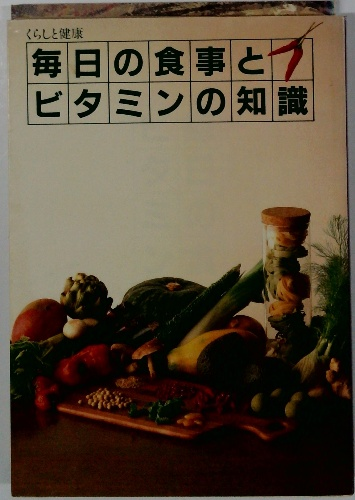 くらしと健康
毎日の食事と
ビタミンの知識